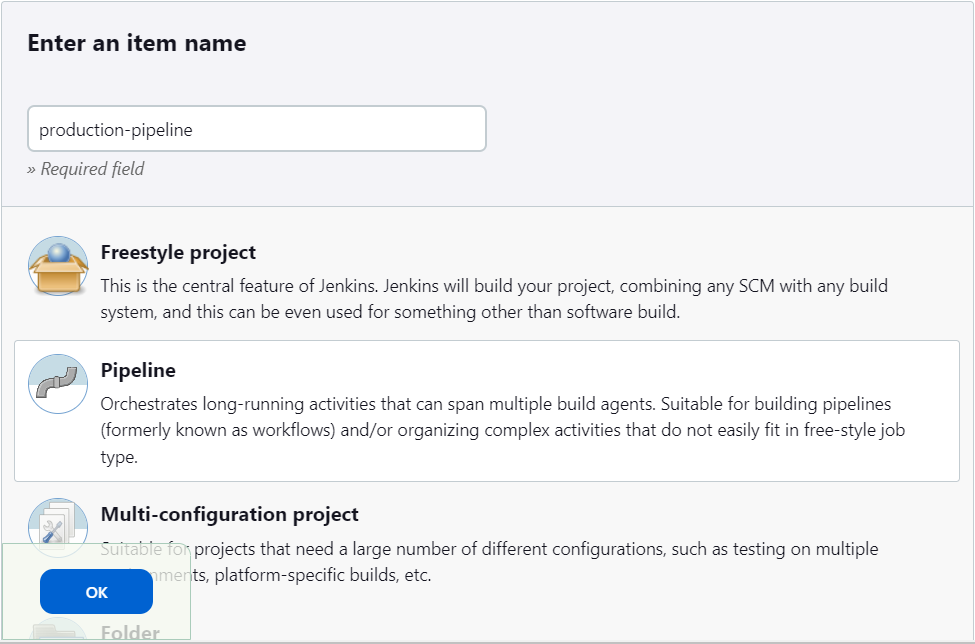 Enter an item name
production-pipeline
» Required field
Freestyle project
This is the central feature of Jenkins. Jenkins will build your project, combining any SCM with any build
system, and this can be even used for something other than software build.
Pipeline
Orchestrates long-running activities that can span multiple build agents. Suitable for building pipelines
(formerly known as workflows) and/or organizing complex activities that do not easily fit in free-style job
type.
Multi-configuration project
Suitable for projects that need a large number of different configurations, such as testing on multiple
platform-specific builds, etc.
OK
Folder